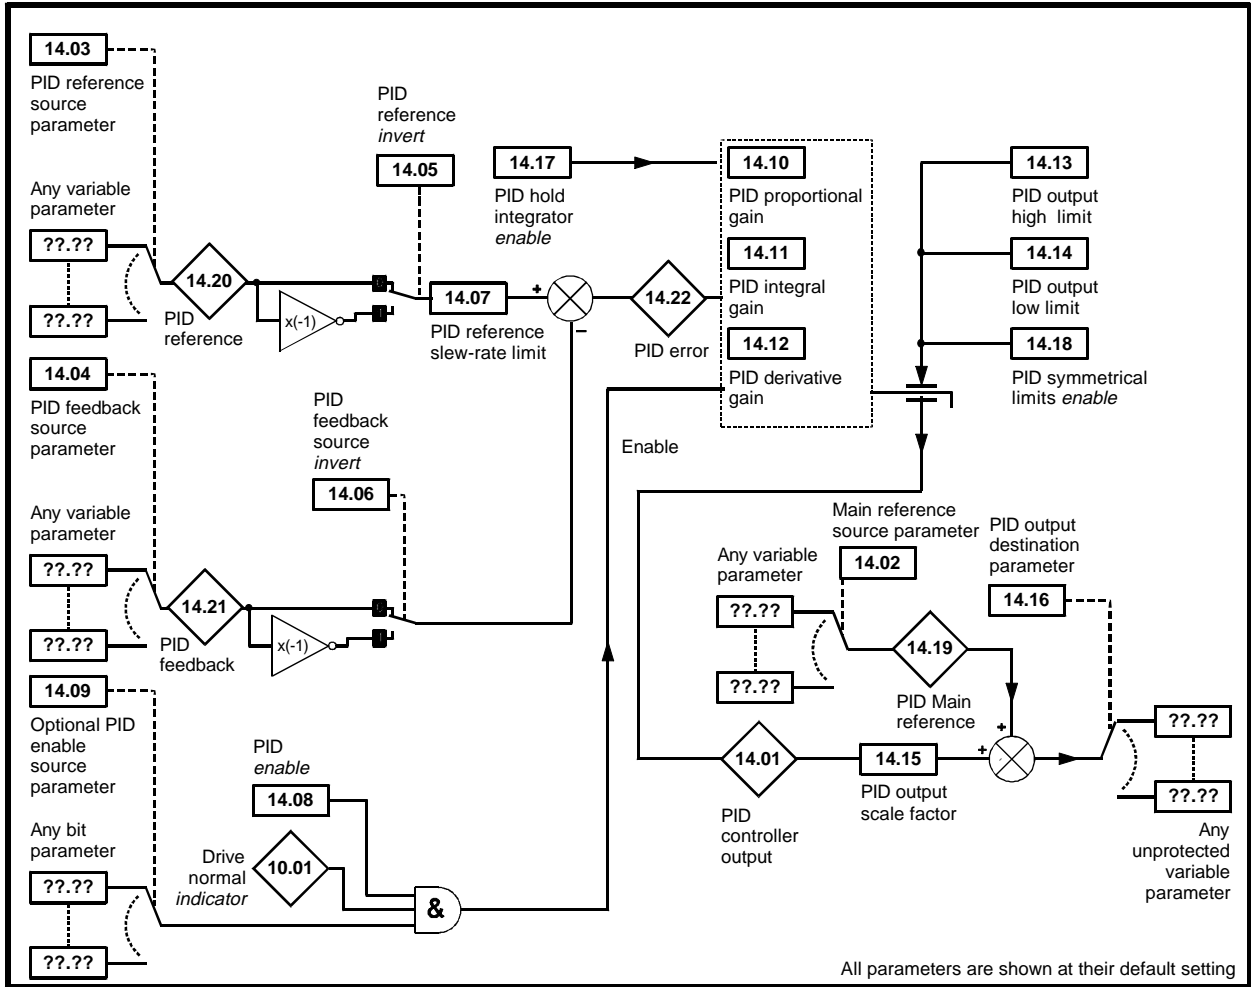 14.03
PID reference
source
parameter
Any variable
parameter
??.??
??.??
14.20
PID
reference
x(-1)
0
1
PID
reference
invert
14.05
14.07
PID reference
slew-rate limit
+
–
14.17
PID hold
integrator
enable
14.22
PID error
14.10
PID proportional
gain
14.11
PID integral
gain
14.12
PID derivative
gain
14.13
PID output
high limit
14.14
PID output
low limit
14.18
PID symmetrical
limits enable
14.04
PID feedback
source
parameter
Any variable
parameter
??.??
??.??
14.21
PID
feedback
x(-1)
0
1
PID
feedback
source
invert
14.06
Enable
14.09
Optional PID
enable
source
parameter
Any bit
parameter
??.??
??.??
PID
enable
14.08
Drive
normal
indicator
10.01
&
Main reference
source parameter
14.02
Any variable
parameter
??.??
??.??
14.19
PID Main
reference
PID output
destination
parameter
14.16
14.01
PID
controller
output
14.15
PID output
scale factor
+
+
??.??
??.??
Any
unprotected
variable
parameter
All parameters are shown at their default setting